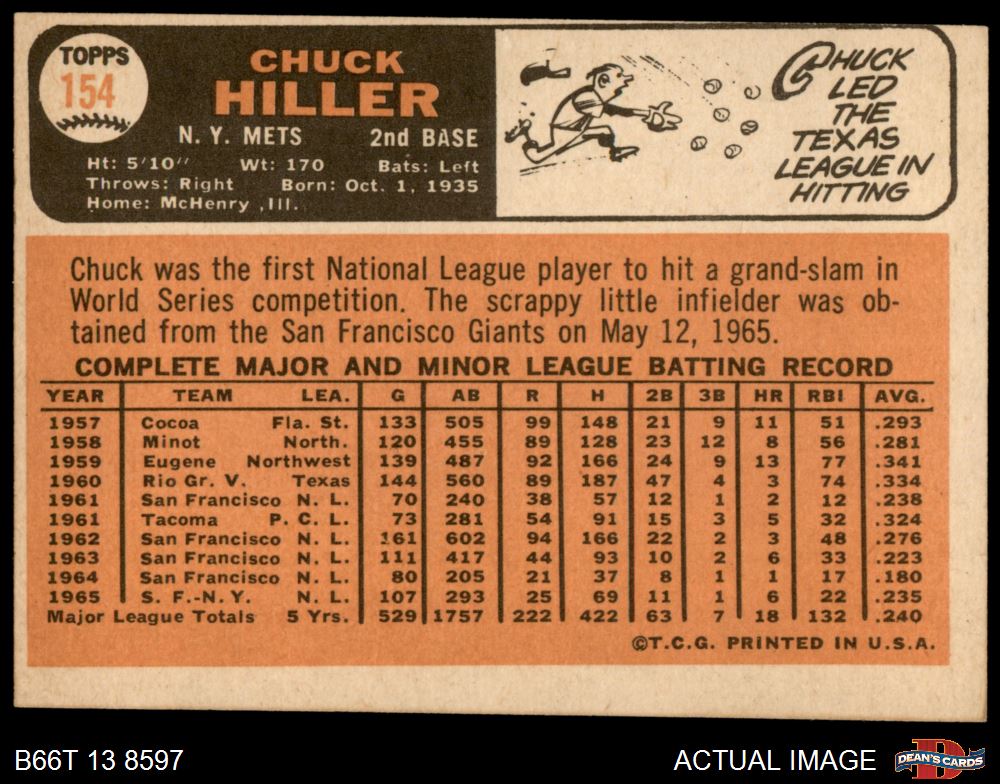 TOPPS
154
CHUCK
HILLER
N. Y. METS 2nd BASE
Ht: 5'10" Wt: 170 Bats: Left
Throws: Right Born: Oct. 1, 1935
Home: McHenry ,Ill.
CHUCK
LED
THE
TEXAS
LEAGUE IN
HITTING
Chuck was the first National League player to hit a grand-slam in
World Series competition. The scrappy little infielder was ob-
tained from the San Francisco Giants on May 12, 1965.
COMPLETE MAJOR AND MINOR LEAGUE BATTING RECORD
YEAR TEAM LEA. G AB R H 2B 3B HR RBI AVG.
1957 Cocoa Fla. St. 133 505 99 148 21 9 11 51 .293
1958 Minot North. 120 455 89 128 23 12 8 56 .281
1959 Eugene Northwest 139 487 92 166 24 9 13 77 .341
1960 Rio Gr. V. Texas 144 560 89 187 47 4 3 74 .334
1961 San Francisco N. L. 70 240 38 57 12 1 2 12 .238
1961 Tacoma P. C. L. 73 281 54 91 15 3 5 32 .324
1962 San Francisco N. L. 161 602 94 166 22 2 3 48 .276
1963 San Francisco N. L. 111 417 44 93 10 2 6 33 .223
1964 San Francisco N. L. 80 205 21 37 8 1 1 17 .180
1965 S. F.-N. Y. N. L. 107 293 25 69 11 1 6 22 .235
Major League Totals 5 Yrs. 529 1757 222 422 63 7 18 132 .240
©T.C.G. PRINTED IN U.S.A.
B66T 13 8597 ACTUAL IMAGE
D
DEAN'S CARDS